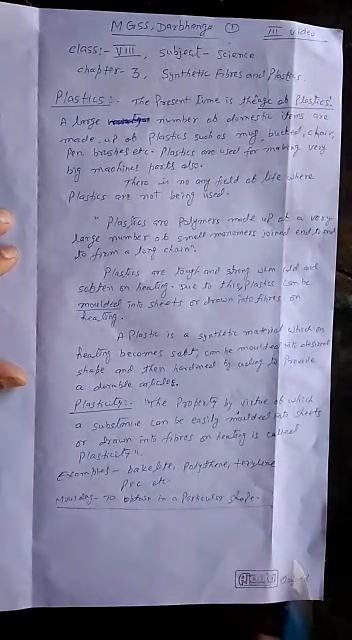 MGSS, Darbhanga ① III video
class:- VIII, subject - science
chapter - 3, Synthetic Fibres and Plastics.
Plastics:- The Present time is the age of Plastics.
A large number of domestic items are
made up of Plastics such as mug, bucked, chair,
Pen brushes etc. Plastics are used for making very
big machines parts also.
There is no any field of life where
Plastics are not being used.
"Plastics are Polymers made up of a very
large number of small monomers joined end to end
to form a long chain".
Plastics are tough and strong when cold and
soften on heating. Due to this, Plastics can be
moulded into sheets or drawn into fibres on
heating.
A Plastic is a synthetic material which on
heating becomes soft, can be moulded into desired
shape and then hardened by cooling to Provide
a durable articles.
Plasticity:- "The Property by virtue of which
a substance can be easily moulded into sheets
or drawn into fibres on heating is called
Plasticity".
Examples - bakelite, Polythene, terylene
PVC etc.
Moulding - To obtain in a Particular shape.